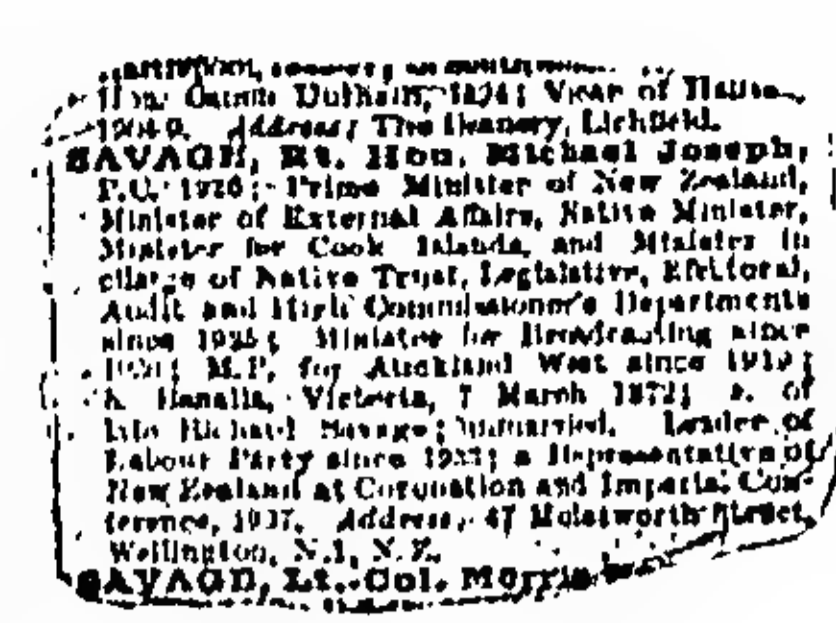 Hon. Canon Durham, 1934; Vicar of
Address: The Deanery, Lichfield.
SAVAGE, Rt. Hon. Michael Joseph,
P.C. Prime Minister of New Zealand,
Minister of External Affairs, Native Minister,
Minister for Cook Islands, and Minister in
charge of Native Trust, Legislative, Electoral,
Audit and High Commissioner's Departments
since 1935; Minister for Broadcasting since
M.P. for Auckland West since 1919;
b. Victoria, 7 March 1872; s. of
late Richard Savage; unmarried. Leader of
Labour Party since 1933; a Representative of
New Zealand at Coronation and Imperial Con-
ference, 1937. Address: 47 Molesworth Street,
Wellington, N.1, N.Z.
SAVAGE, Lt.-Col. Morris